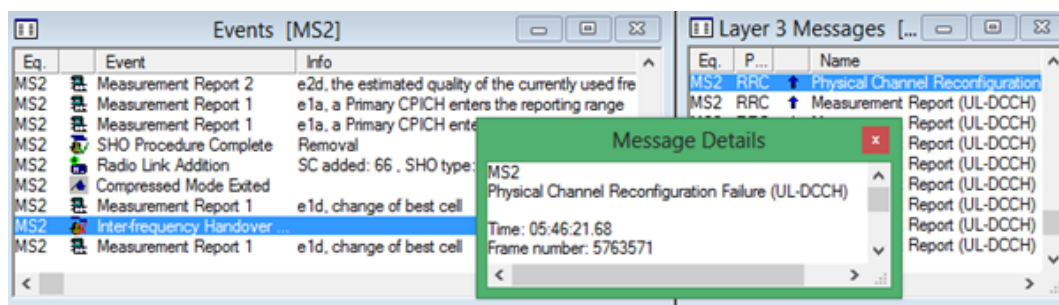 Events [MS2]
Eq. Event Info
MS2 Measurement Report 2 e2d, the estimated quality of the currently used fre
MS2 Measurement Report 1 e1a, a Primary CPICH enters the reporting range
MS2 Measurement Report 1 e1a, a Primary CPICH ente
MS2 SHO Procedure Complete Removal
MS2 Radio Link Addition SC added: 66 , SHO type:
MS2 Compressed Mode Exited
MS2 Measurement Report 1 e1d, change of best cell
MS2 Inter-frequency Handover ...
MS2 Measurement Report 1 e1d, change of best cell
Layer 3 Messages [...
Eq. P... Name
MS2 RRC Physical Channel Reconfiguration
MS2 RRC Measurement Report (UL-DCCH)
Report (UL-DCCH)
Report (UL-DCCH)
Report (UL-DCCH)
Report (UL-DCCH)
Report (UL-DCCH)
Report (UL-DCCH)
Report (UL-DCCH)
Message Details
MS2
Physical Channel Reconfiguration Failure (UL-DCCH)
Time: 05:46:21.68
Frame number: 5763571